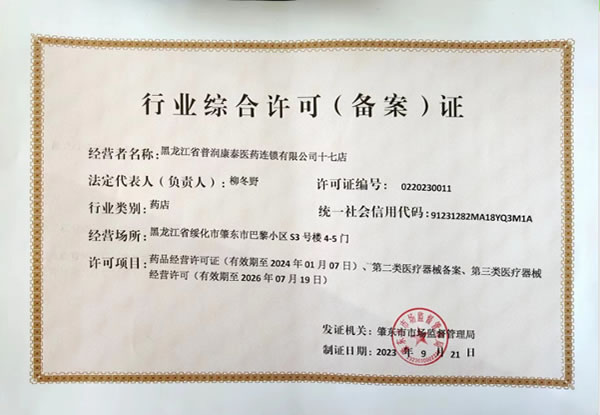 行业综合许可（备案）证
经营者名称：黑龙江省普润康泰医药连锁有限公司十七店
法定代表人（负责人）：柳冬野 许可证编号：0220230011
行业类别：药店 统一社会信用代码：91231282MA18YQ3M1A
经营场所：黑龙江省绥化市肇东市巴黎小区S3号楼4-5门
许可项目：药品经营许可证（有效期至2024年01月07日）、第二类医疗器械备案、第三类医疗器械
经营许可（有效期至2026年07月19日）
发证机关：肇东市市场监督管理局
制证日期：2023年9月21日